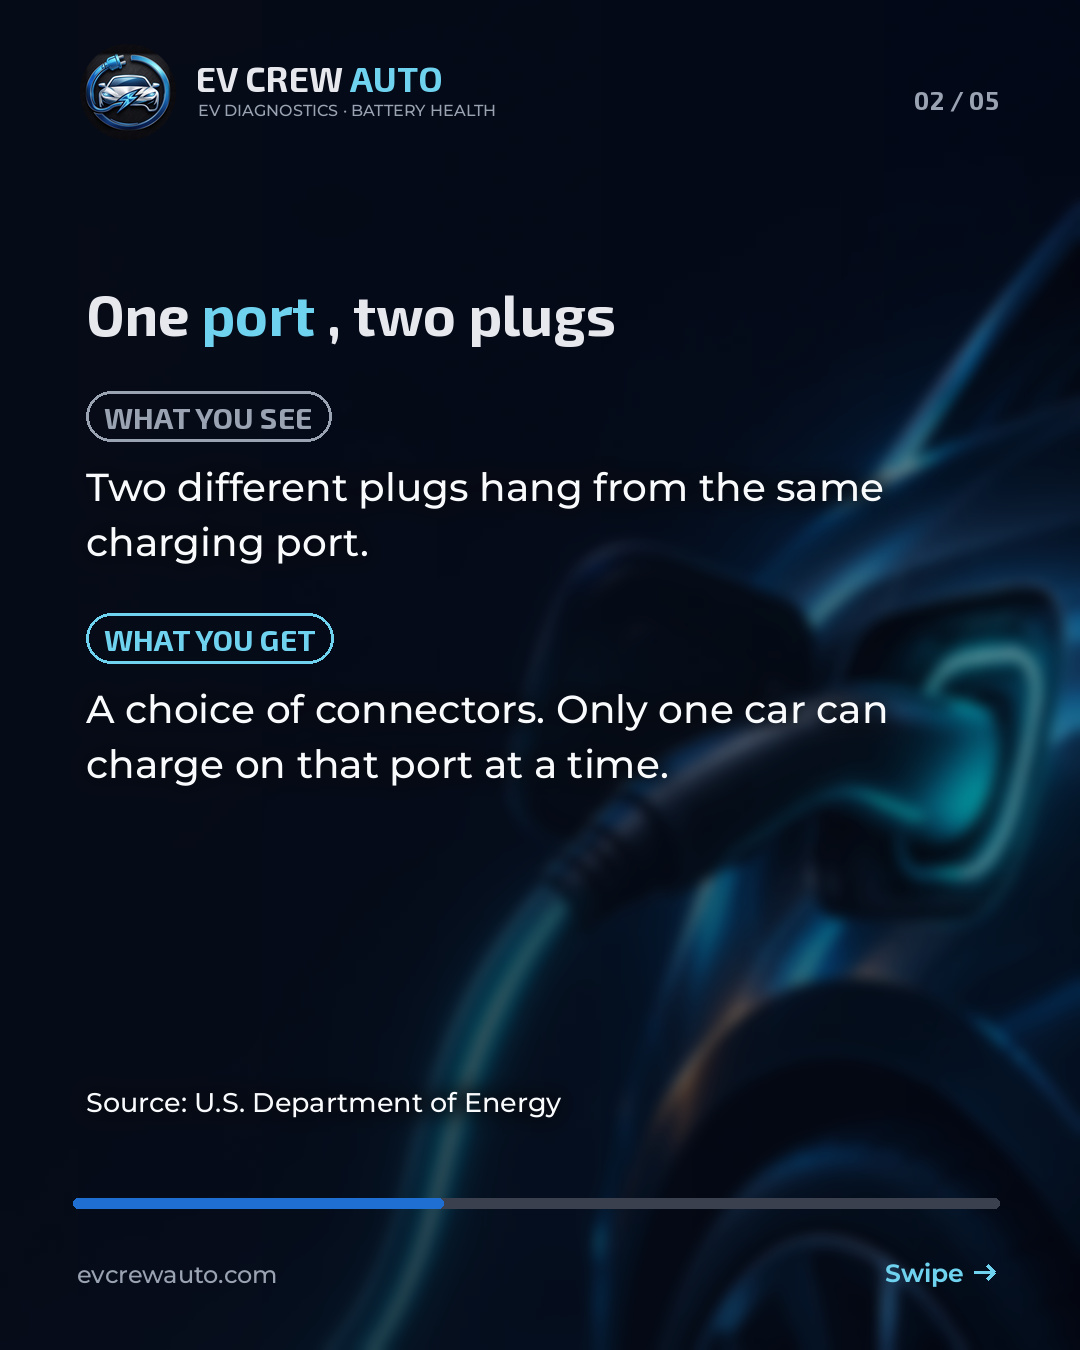 EV CREW AUTO
EV DIAGNOSTICS · BATTERY HEALTH
02 / 05
One port , two plugs
WHAT YOU SEE
Two different plugs hang from the same
charging port.
WHAT YOU GET
A choice of connectors. Only one car can
charge on that port at a time.
Source: U.S. Department of Energy
evcrewauto.com
Swipe →